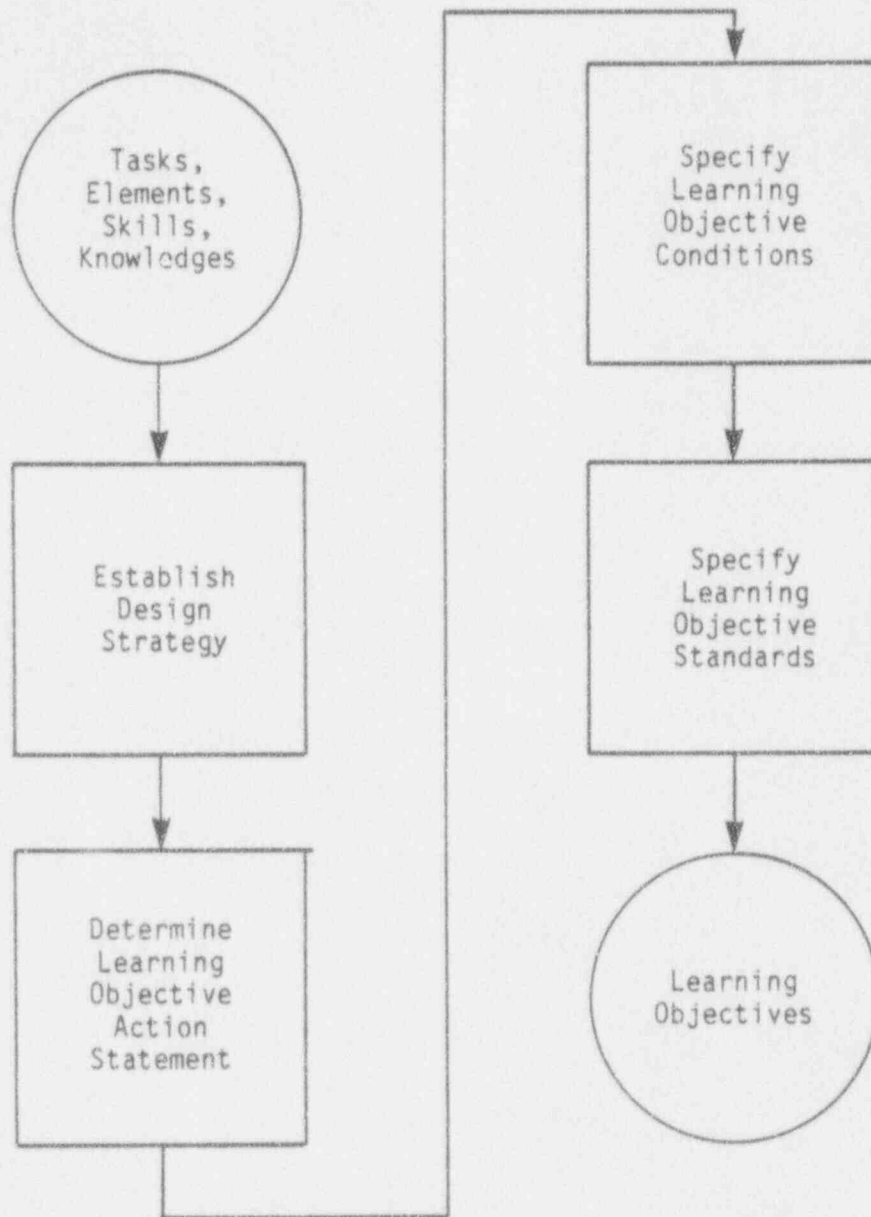 Tasks,
Elements,
Skills,
Knowledges
Establish
Design
Strategy
Determine
Learning
Objective
Action
Statement
Specify
Learning
Objective
Conditions
Specify
Learning
Objective
Standards
Learning
Objectives